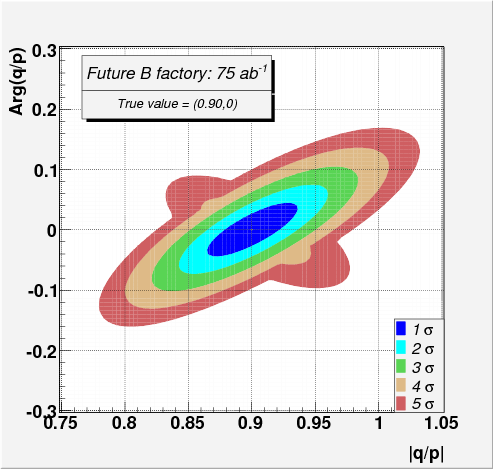 Arg(q/p)
0.3
0.2
0.1
0
-0.1
-0.2
-0.3
Future B factory: 75 ab⁻¹
True value = (0.90,0)
1 σ
2 σ
3 σ
4 σ
5 σ
0.75 0.8 0.85 0.9 0.95 1 1.05
|q/p|